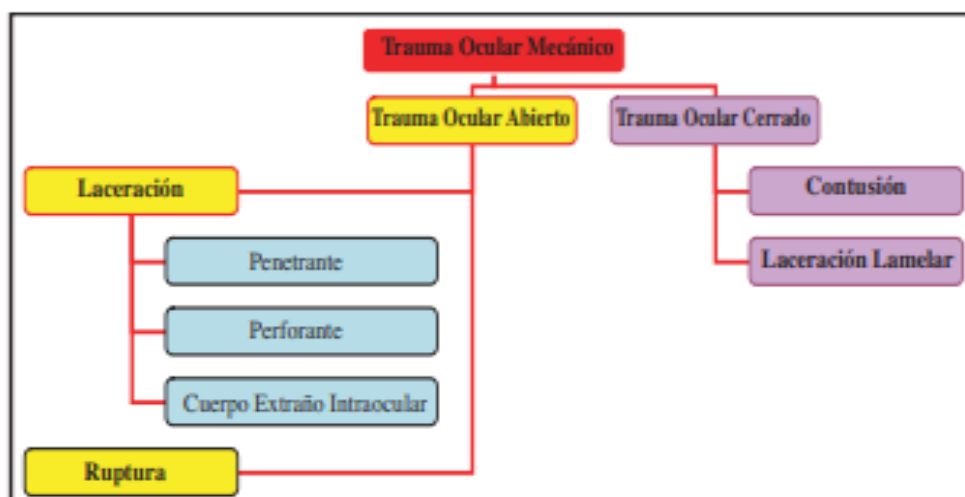 Trauma Ocular Mecánico
Trauma Ocular Abierto
Trauma Ocular Cerrado
Laceración
Contusión
Penetrante
Laceración Lamelar
Perforante
Cuerpo Extraño Intraocular
Ruptura